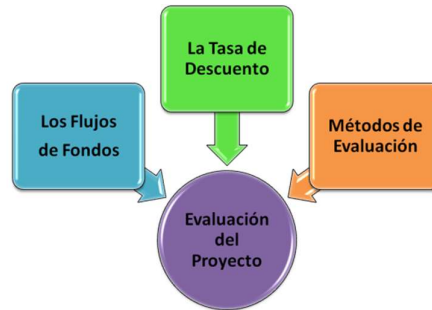 La Tasa de
Descuento
Los Flujos
de Fondos
Métodos de
Evaluación
Evaluación
del
Proyecto